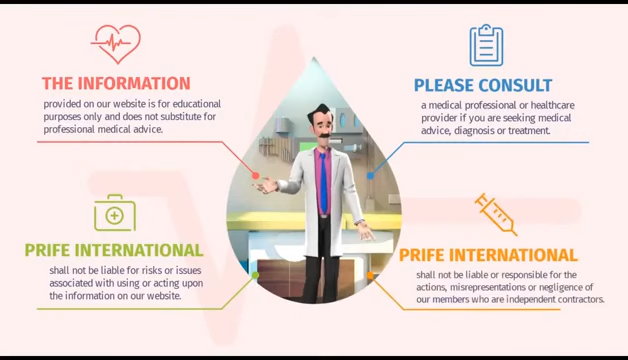 THE INFORMATION
provided on our website is for educational
purposes only and does not substitute for
professional medical advice.
PLEASE CONSULT
a medical professional or healthcare
provider if you are seeking medical
advice, diagnosis or treatment.
PRIFE INTERNATIONAL
shall not be liable for risks or issues
associated with using or acting upon
the information on our website.
PRIFE INTERNATIONAL
shall not be liable or responsible for the
actions, misrepresentations or negligence of
our members who are independent contractors.